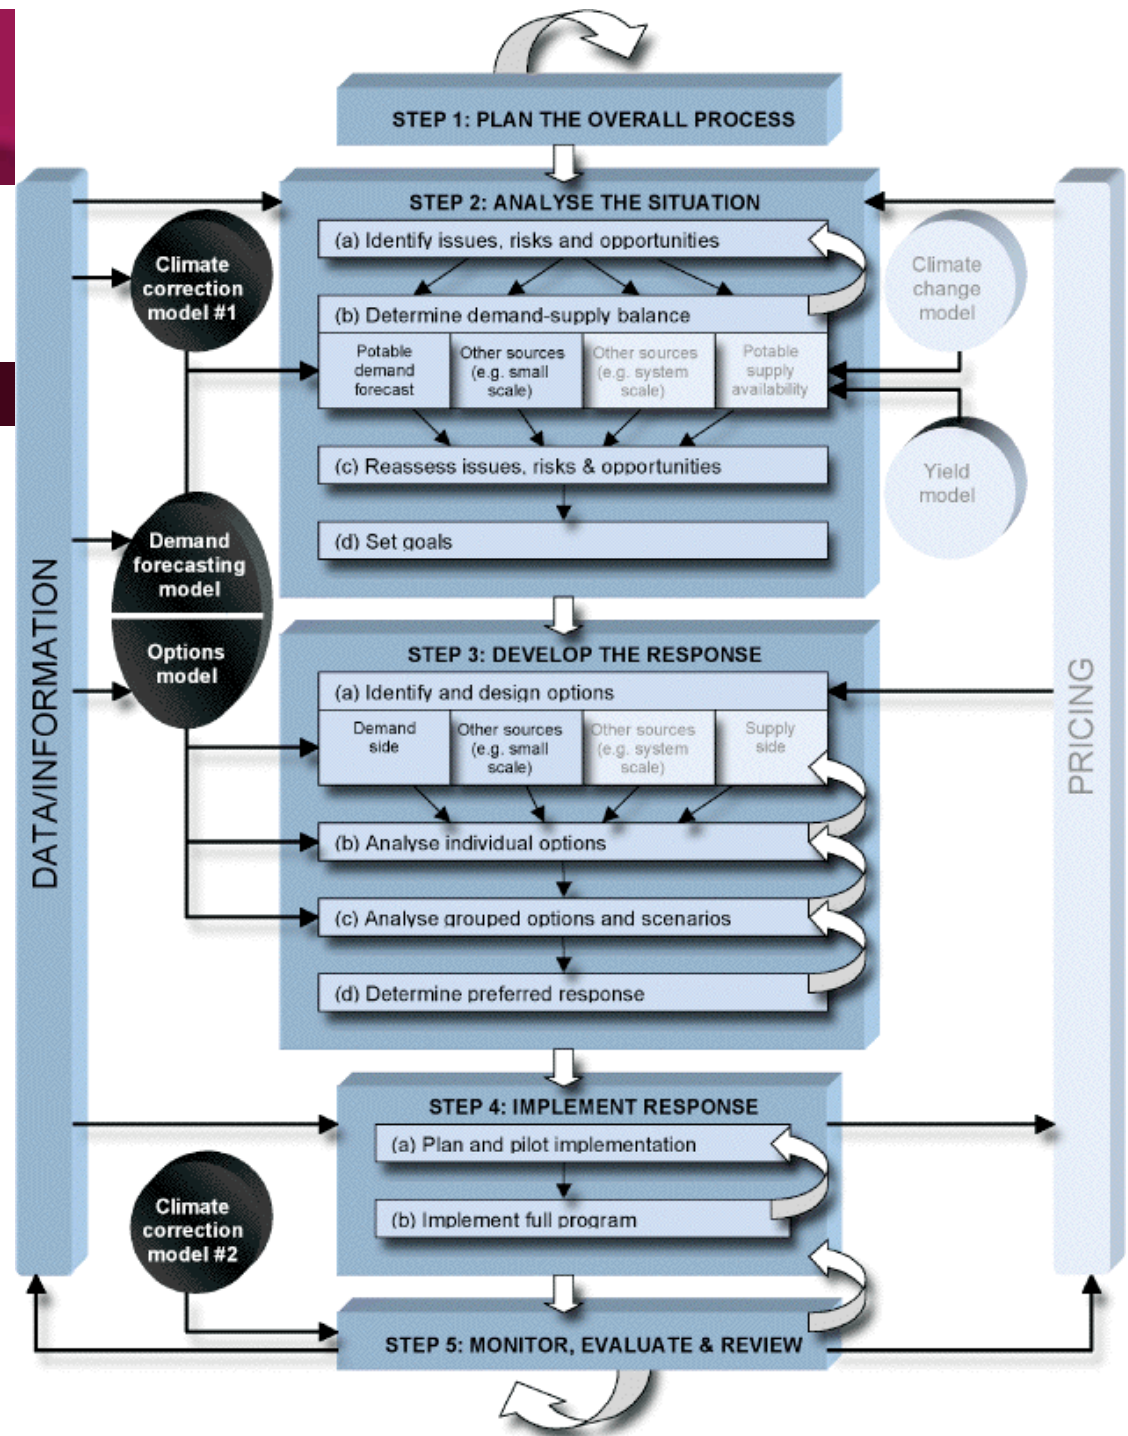 STEP 1: PLAN THE OVERALL PROCESS
STEP 2: ANALYSE THE SITUATION
(a) Identify issues, risks and opportunities
(b) Determine demand-supply balance
Potable
demand
forecast
Other sources
(e.g. small
scale)
Other sources
(e.g. system
scale)
Potable
supply
availability
(c) Reassess issues, risks & opportunities
(d) Set goals
Climate
correction
model #1
Demand
forecasting
model
Options
model
Climate
change
model
Yield
model
DATA/INFORMATION
PRICING
STEP 3: DEVELOP THE RESPONSE
(a) Identify and design options
Demand
side
Other sources
(e.g. small
scale)
Other sources
(e.g. system
scale)
Supply
side
(b) Analyse individual options
(c) Analyse grouped options and scenarios
(d) Determine preferred response
STEP 4: IMPLEMENT RESPONSE
(a) Plan and pilot implementation
(b) Implement full program
Climate
correction
model #2
STEP 5: MONITOR, EVALUATE & REVIEW